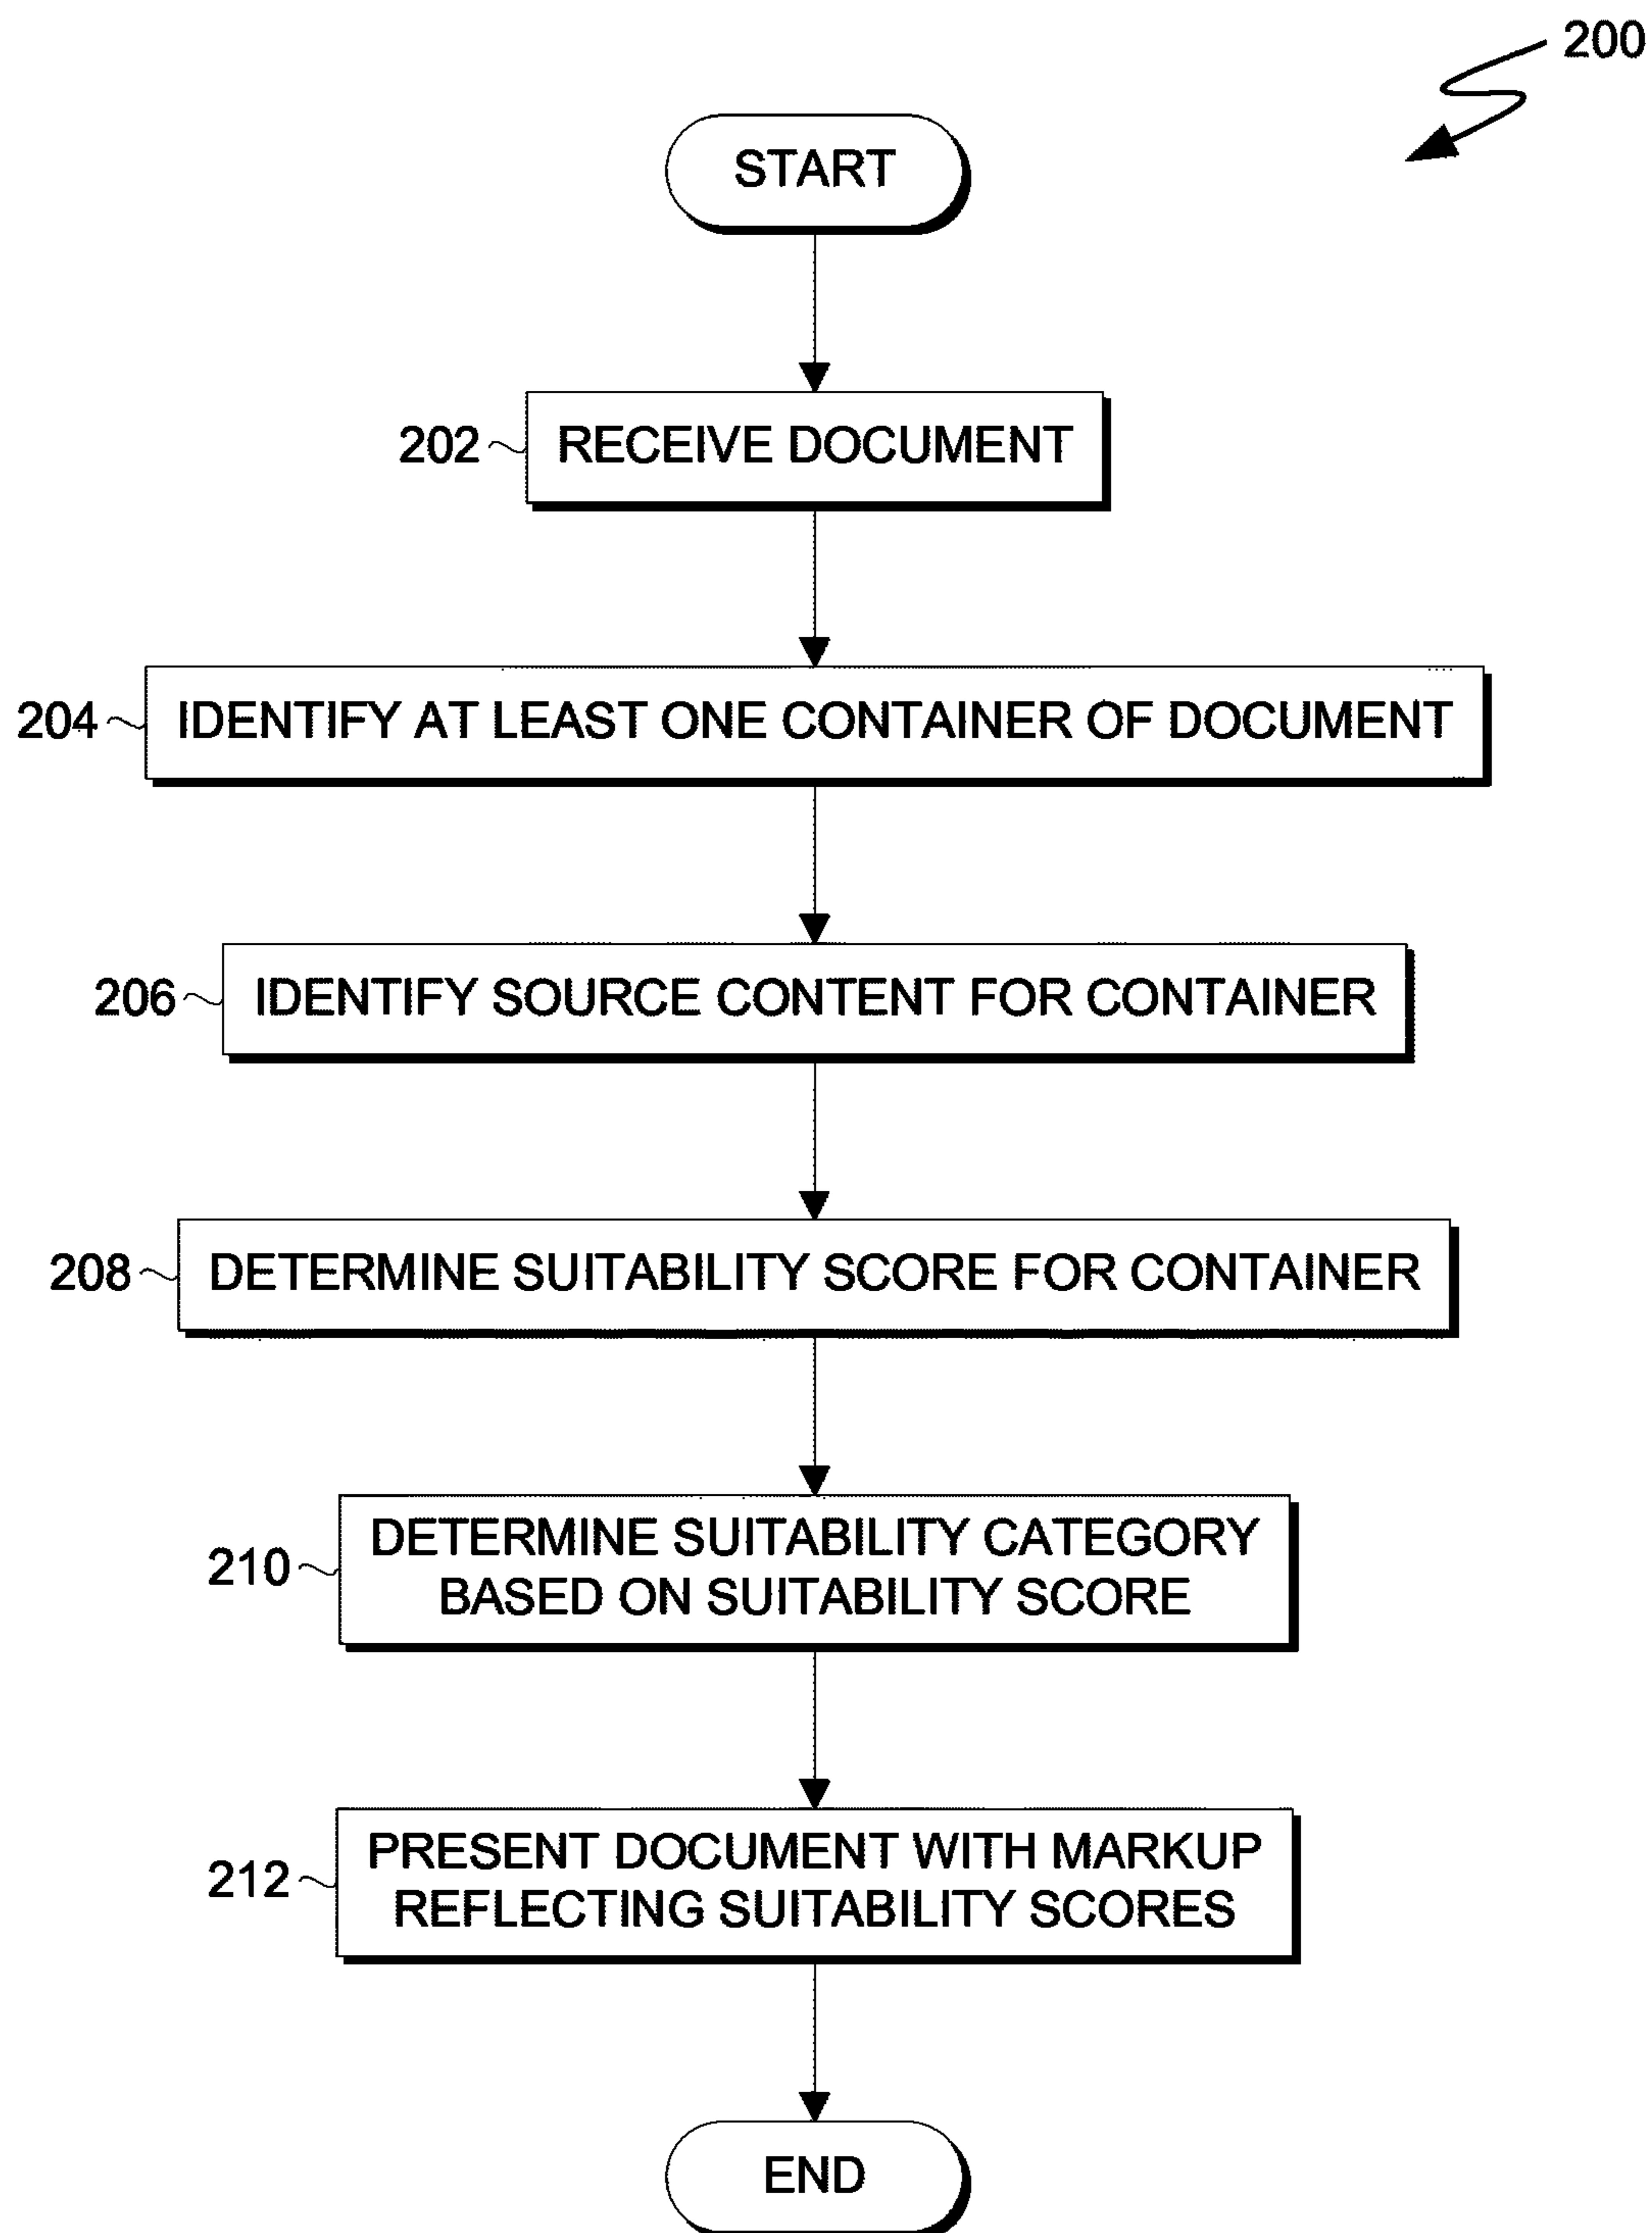 200
START
202 RECEIVE DOCUMENT
204 IDENTIFY AT LEAST ONE CONTAINER OF DOCUMENT
206 IDENTIFY SOURCE CONTENT FOR CONTAINER
208 DETERMINE SUITABILITY SCORE FOR CONTAINER
210 DETERMINE SUITABILITY CATEGORY
BASED ON SUITABILITY SCORE
212 PRESENT DOCUMENT WITH MARKUP
REFLECTING SUITABILITY SCORES
END